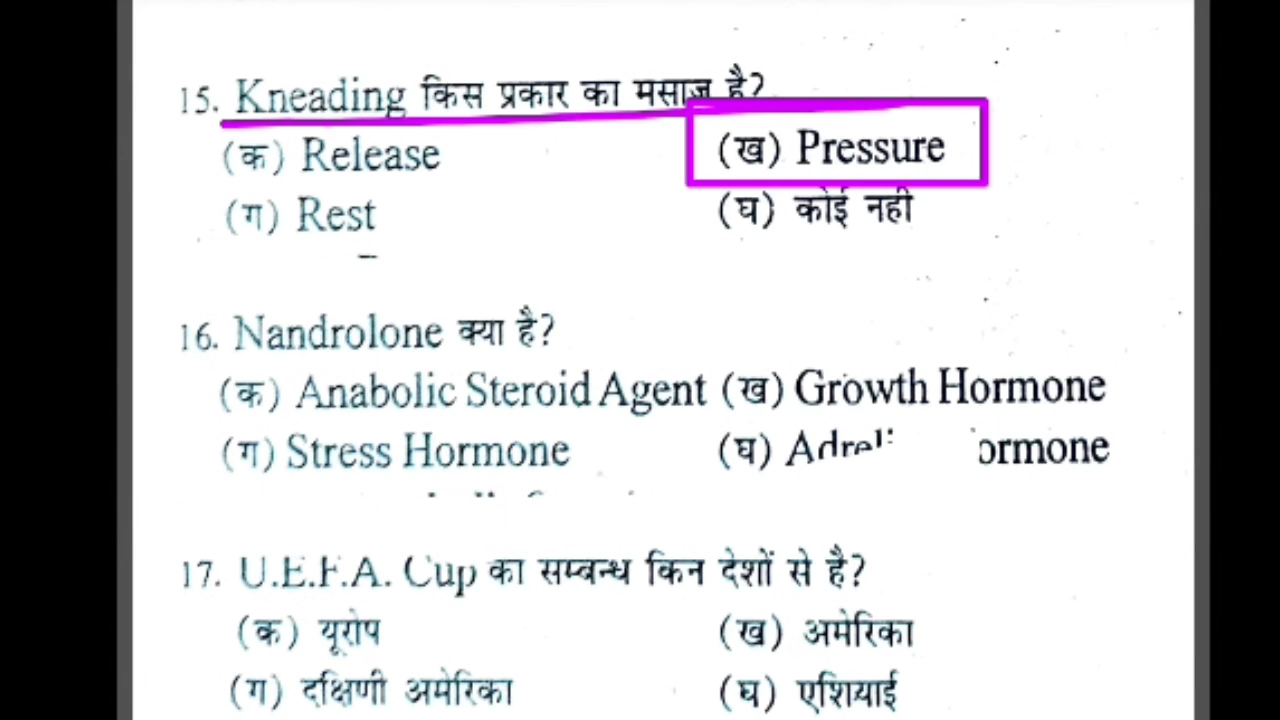 15. Kneading किस प्रकार का मसाज है?
(क) Release (ख) Pressure
(ग) Rest (घ) कोई नही
16. Nandrolone क्या है?
(क) Anabolic Steroid Agent (ख) Growth Hormone
(ग) Stress Hormone (घ)
17. U.E.F.A. Cup का सम्बन्ध किन देशों से है?
(क) यूरोप (ख) अमेरिका
(ग) दक्षिणी अमेरिका (घ) एशियाई